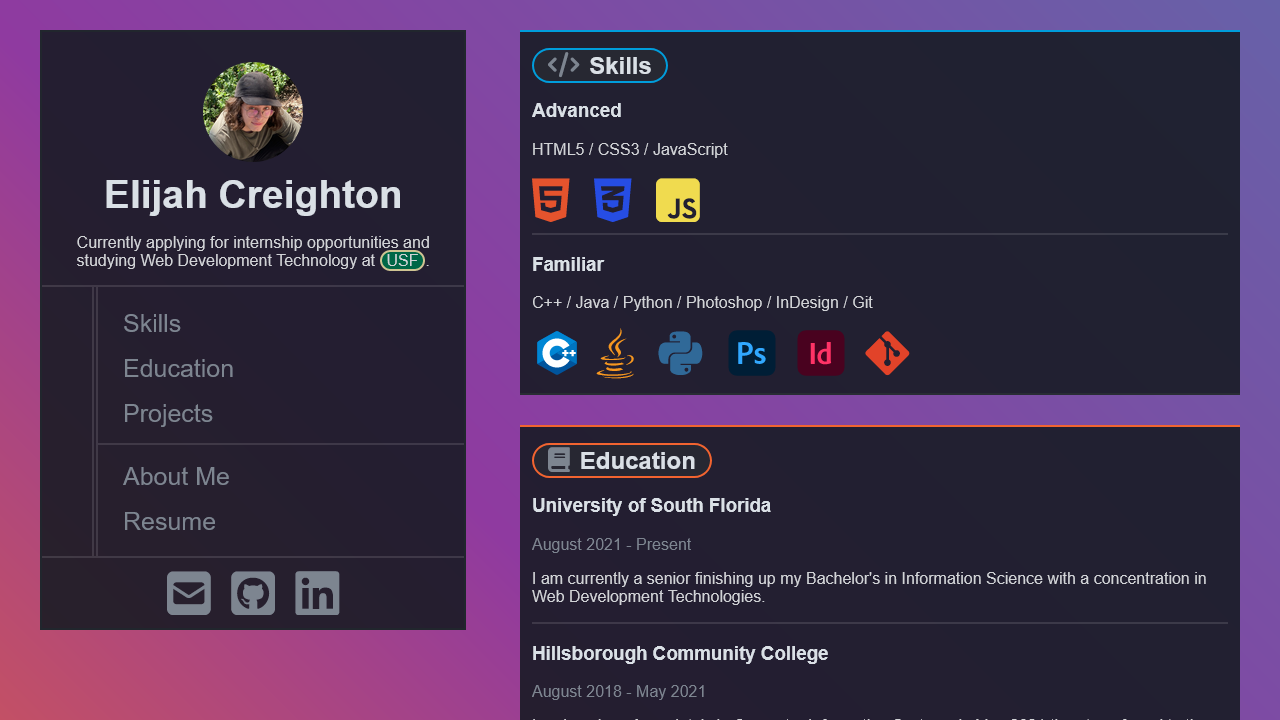 Elijah Creighton
Currently applying for internship opportunities and
studying Web Development Technology at USF.
Skills
Education
Projects
About Me
Resume
Skills
Advanced
HTML5 / CSS3 / JavaScript
JS
Familiar
C++ / Java / Python / Photoshop / InDesign / Git
C++
Ps
Id
Education
University of South Florida
August 2021 - Present
I am currently a senior finishing up my Bachelor's in Information Science with a concentration in
Web Development Technologies.
Hillsborough Community College
August 2018 - May 2021